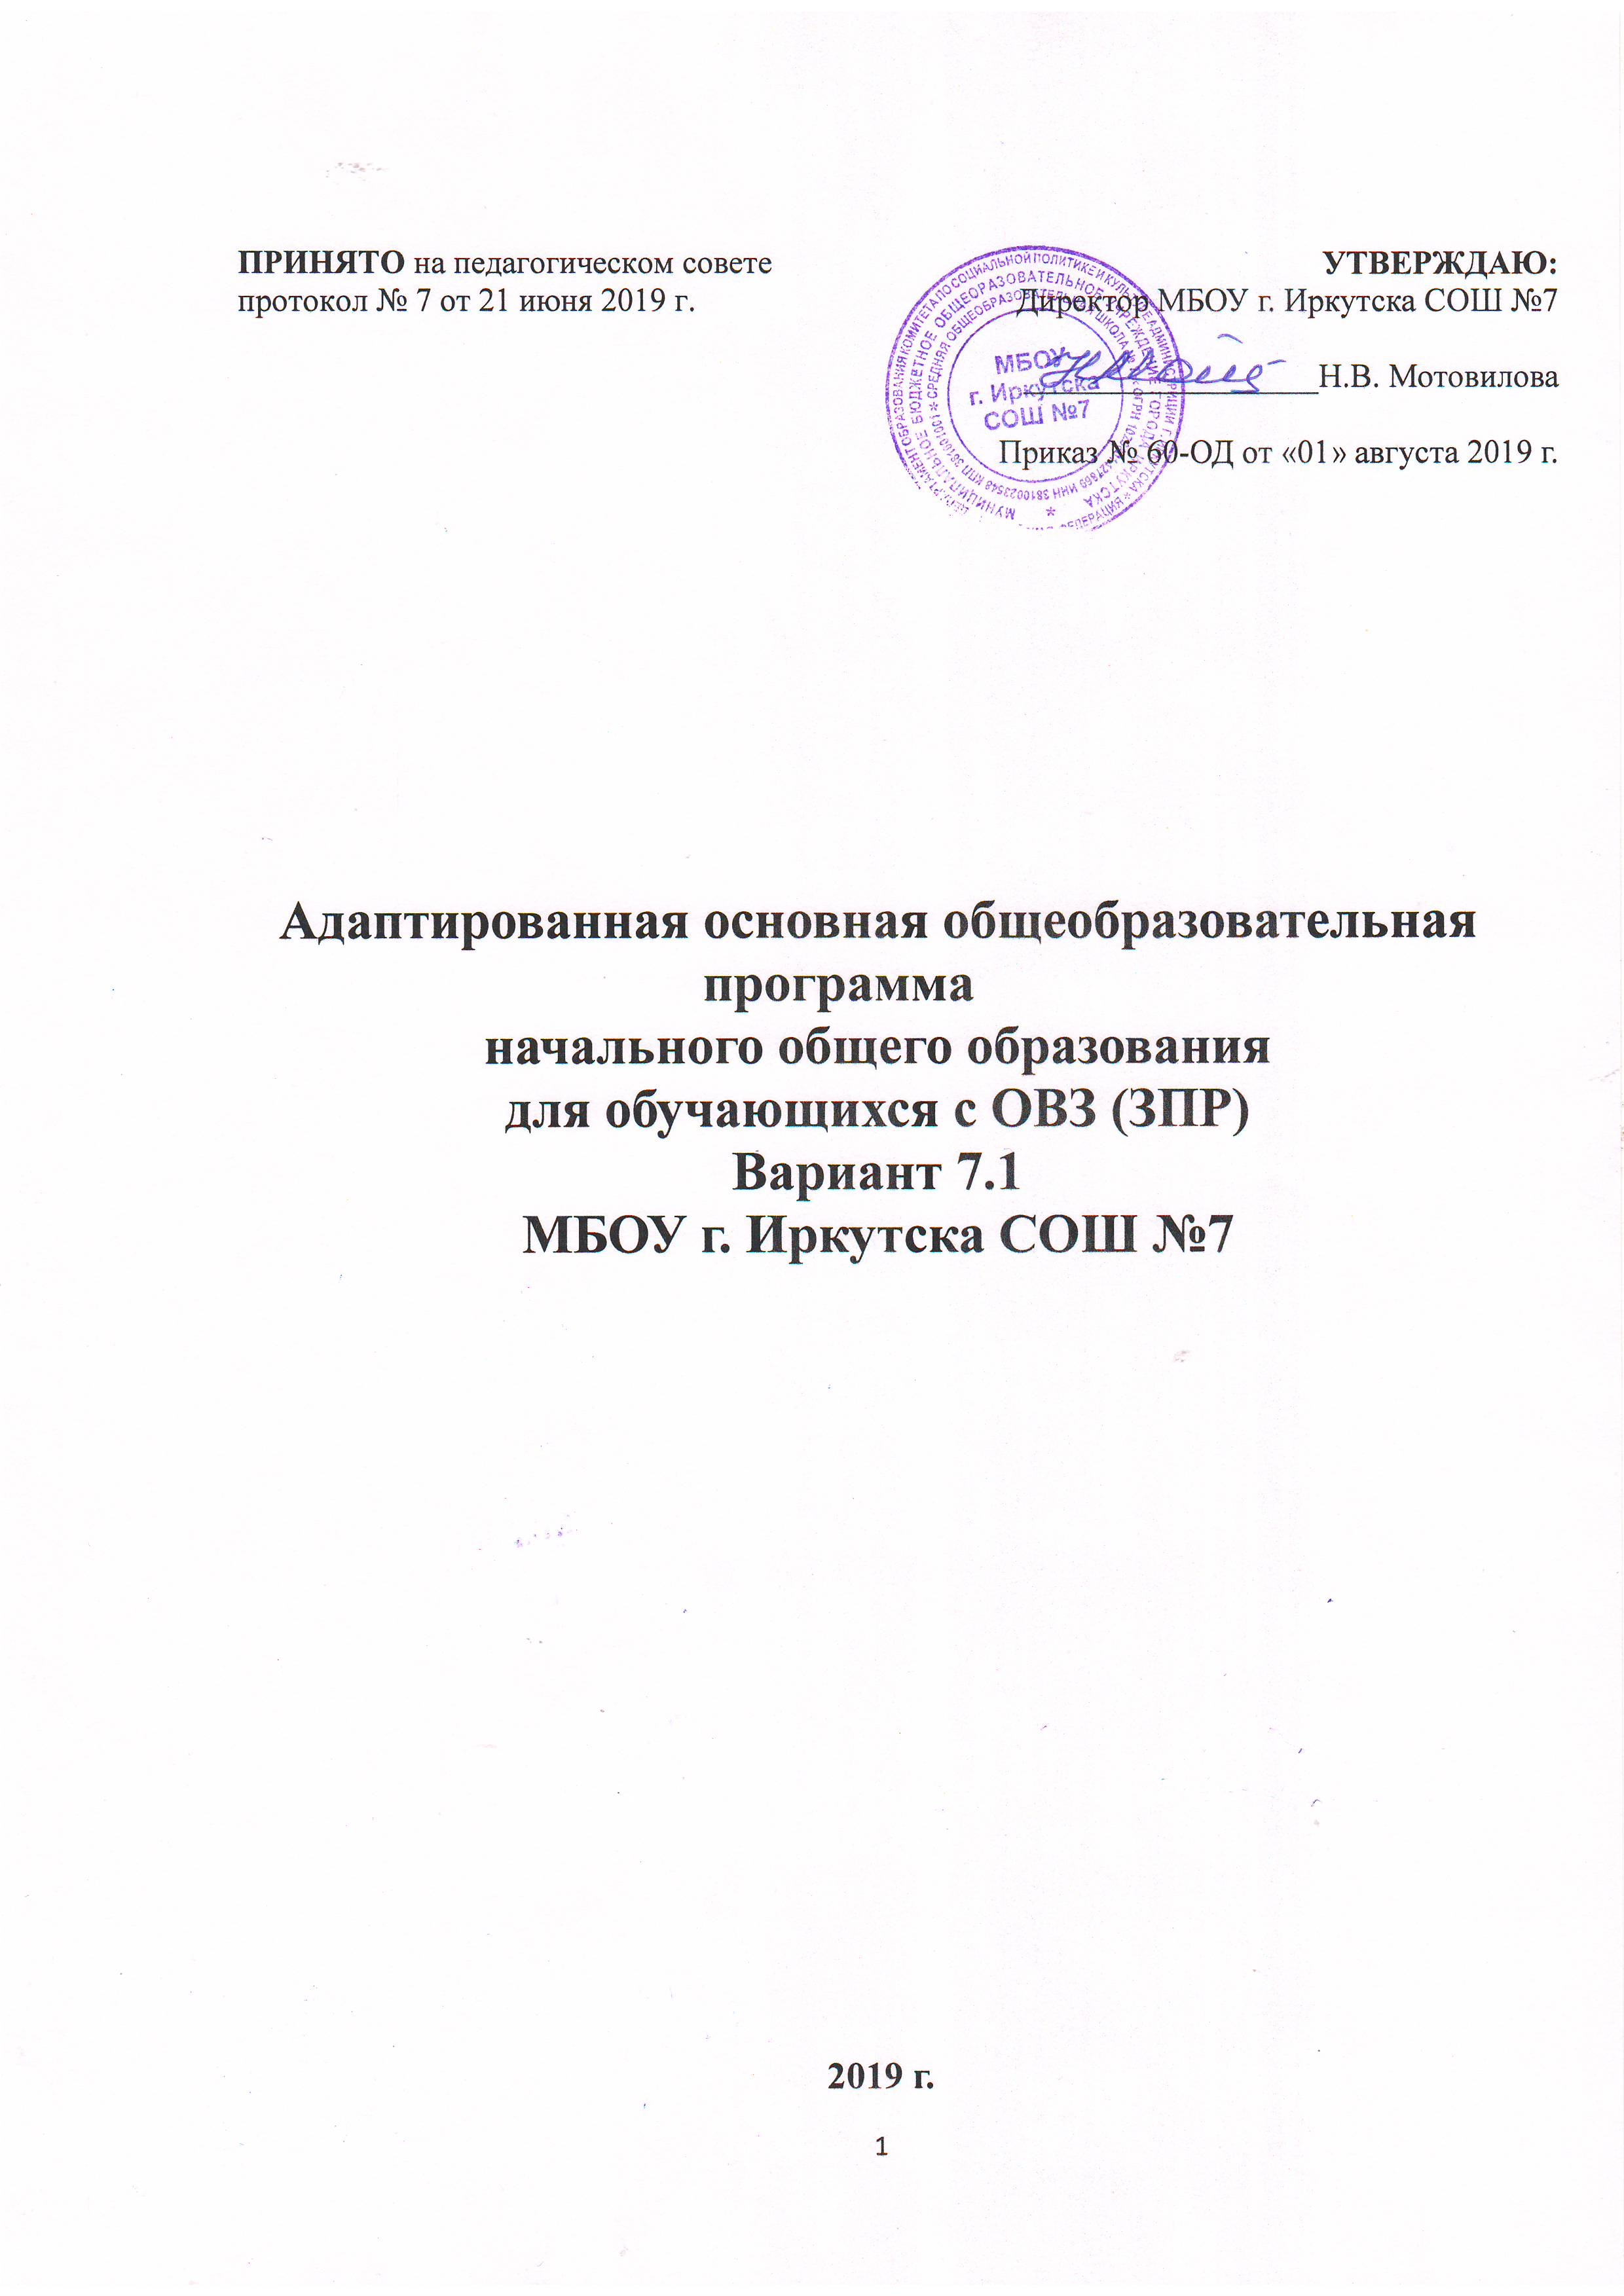 ПРИНЯТО на педагогическом совете
протокол № 7 от 21 июня 2019 г.
УТВЕРЖДАЮ:
Директор МБОУ г. Иркутска СОШ №7
Н.В. Мотовилова
Приказ № 60-ОД от «01» августа 2019 г.
МБОУ
г. Иркутска
СОШ №7
Адаптированная основная общеобразовательная
программа
начального общего образования
для обучающихся с ОВЗ (ЗПР)
Вариант 7.1
МБОУ г. Иркутска СОШ №7
2019 г.
1